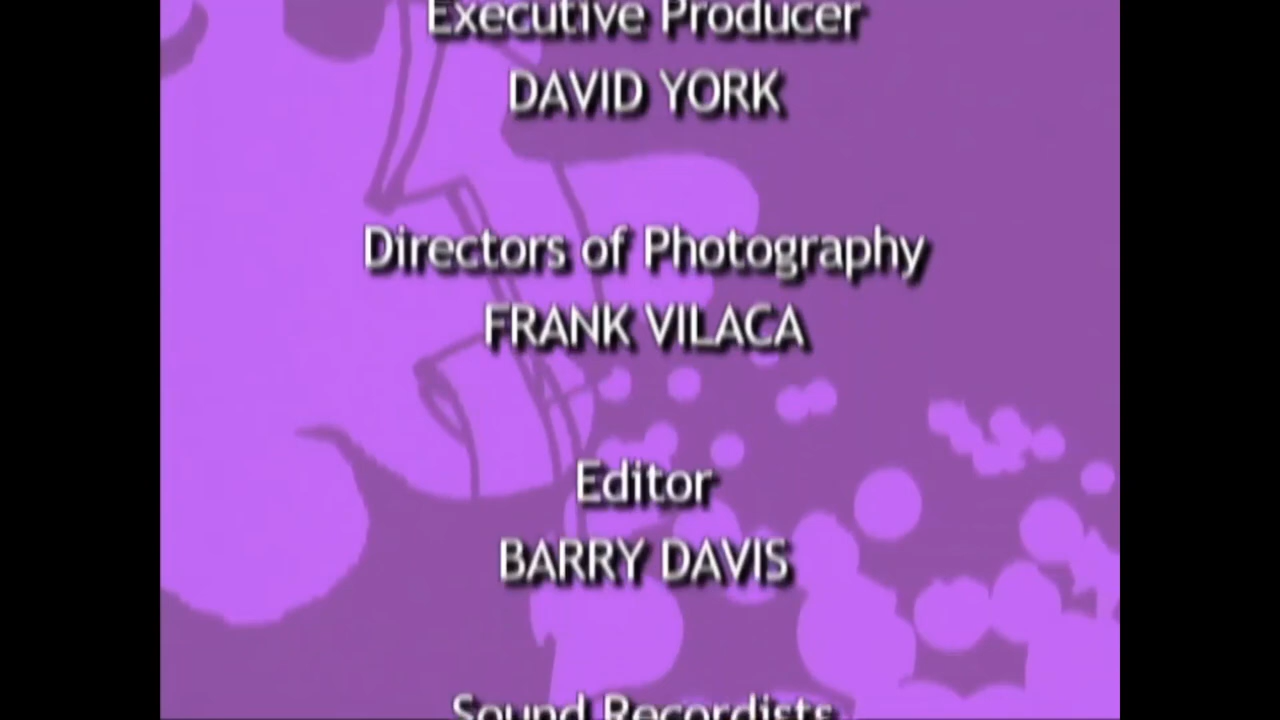 Executive Producer
DAVID YORK
Directors of Photography
FRANK VILACA
Editor
BARRY DAVIS
Sound Recordists